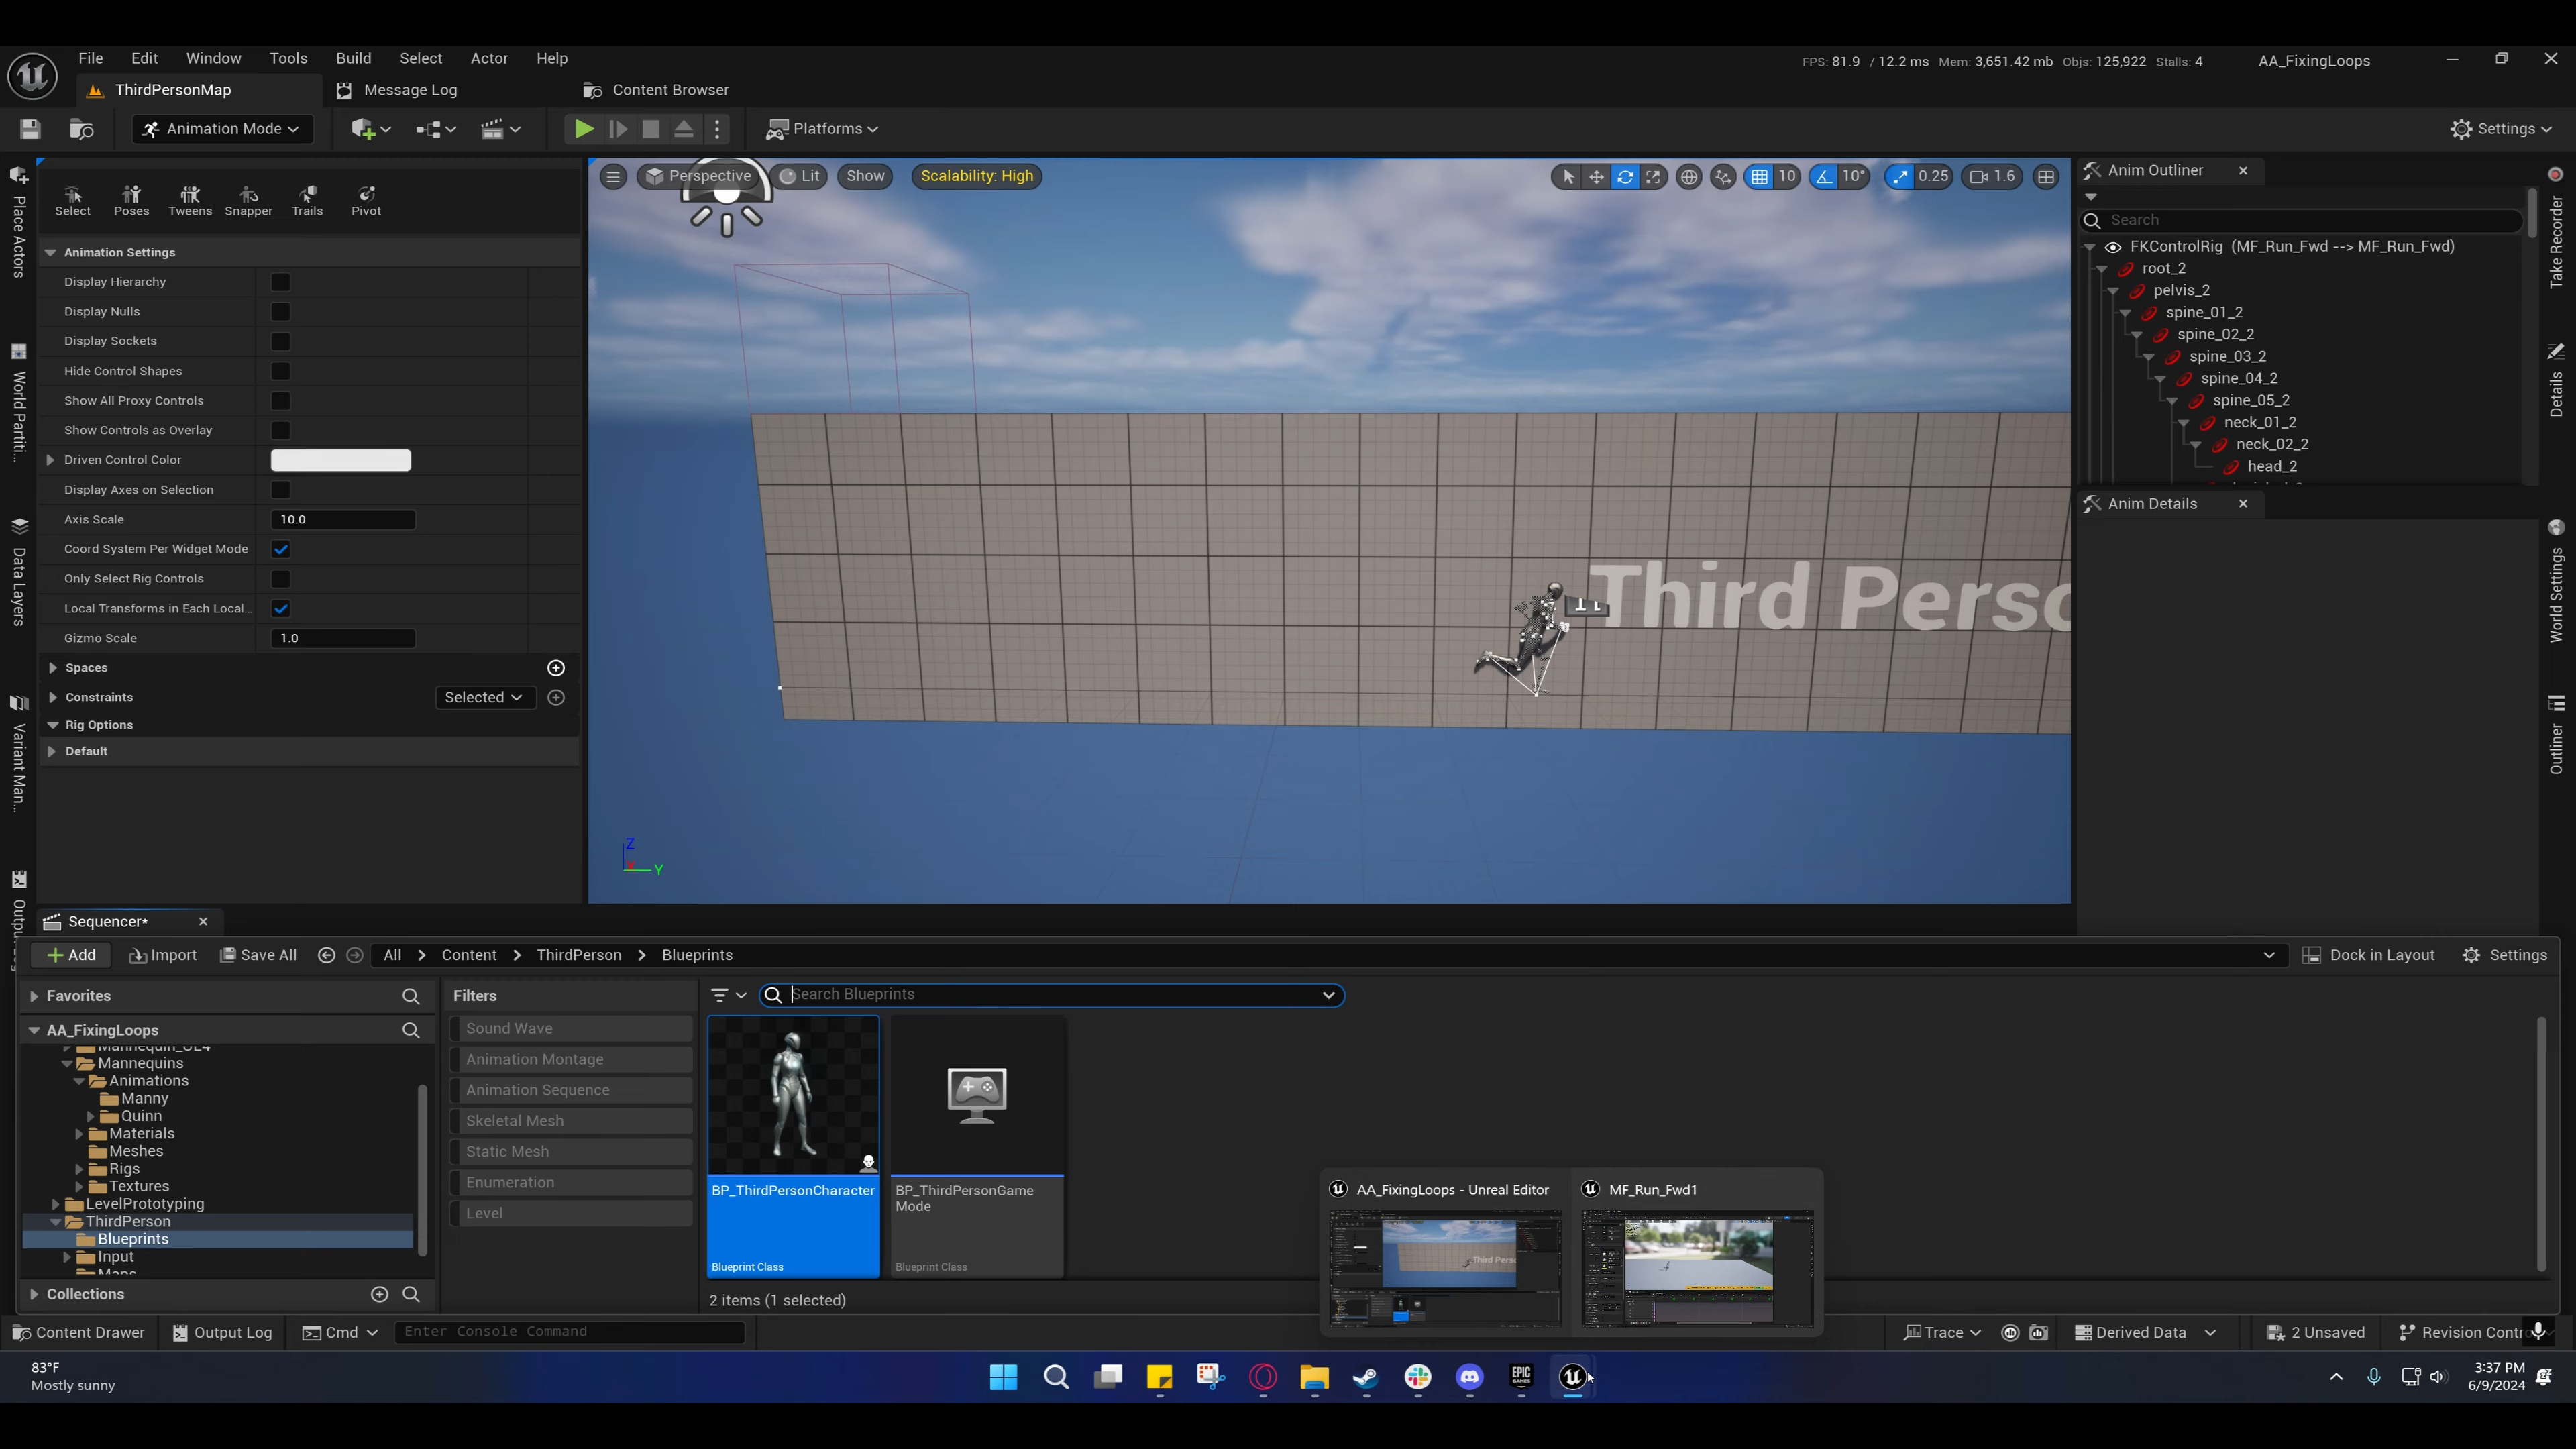 File Edit Window Tools Build Select Actor Help
FPS: 81.9 / 12.2 ms Mem: 3,651.42 mb Objs: 125,922 Stalls: 4
AA_FixingLoops
ThirdPersonMap
Message Log
Content Browser
Animation Mode
Platforms
Settings
Place Actors
World Partiti...
Data Layers
Variant Man...
Select Poses Tweens Snapper Trails Pivot
Animation Settings
Display Hierarchy
Display Nulls
Display Sockets
Hide Control Shapes
Show All Proxy Controls
Show Controls as Overlay
Driven Control Color
Display Axes on Selection
Axis Scale 10.0
Coord System Per Widget Mode
Only Select Rig Controls
Local Transforms in Each Local...
Gizmo Scale 1.0
Spaces
Constraints Selected
Rig Options
Default
Perspective Lit Show Scalability: High
10 10° 0.25 1.6
Third Perso
Z
Y
Anim Outliner
Search
FKControlRig (MF_Run_Fwd --> MF_Run_Fwd)
root_2
pelvis_2
spine_01_2
spine_02_2
spine_03_2
spine_04_2
spine_05_2
neck_01_2
neck_02_2
head_2
Anim Details
Take Recorder
Details
World Settings
Outliner
Sequencer*
Add Import Save All All Content ThirdPerson Blueprints
Dock in Layout Settings
Favorites
AA_FixingLoops
Mannequin_UE4
Mannequins
Animations
Manny
Quinn
Materials
Meshes
Rigs
Textures
LevelPrototyping
ThirdPerson
Blueprints
Input
Maps
Collections
Filters
Sound Wave
Animation Montage
Animation Sequence
Skeletal Mesh
Static Mesh
Enumeration
Level
Search Blueprints
BP_ThirdPersonCharacter
Blueprint Class
BP_ThirdPersonGame
Mode
Blueprint Class
2 items (1 selected)
AA_FixingLoops - Unreal Editor
MF_Run_Fwd1
Content Drawer Output Log Cmd Enter Console Command
Trace Derived Data 2 Unsaved Revision Contro
83°F
Mostly sunny
EPIC
GAMES
3:37 PM
6/9/2024